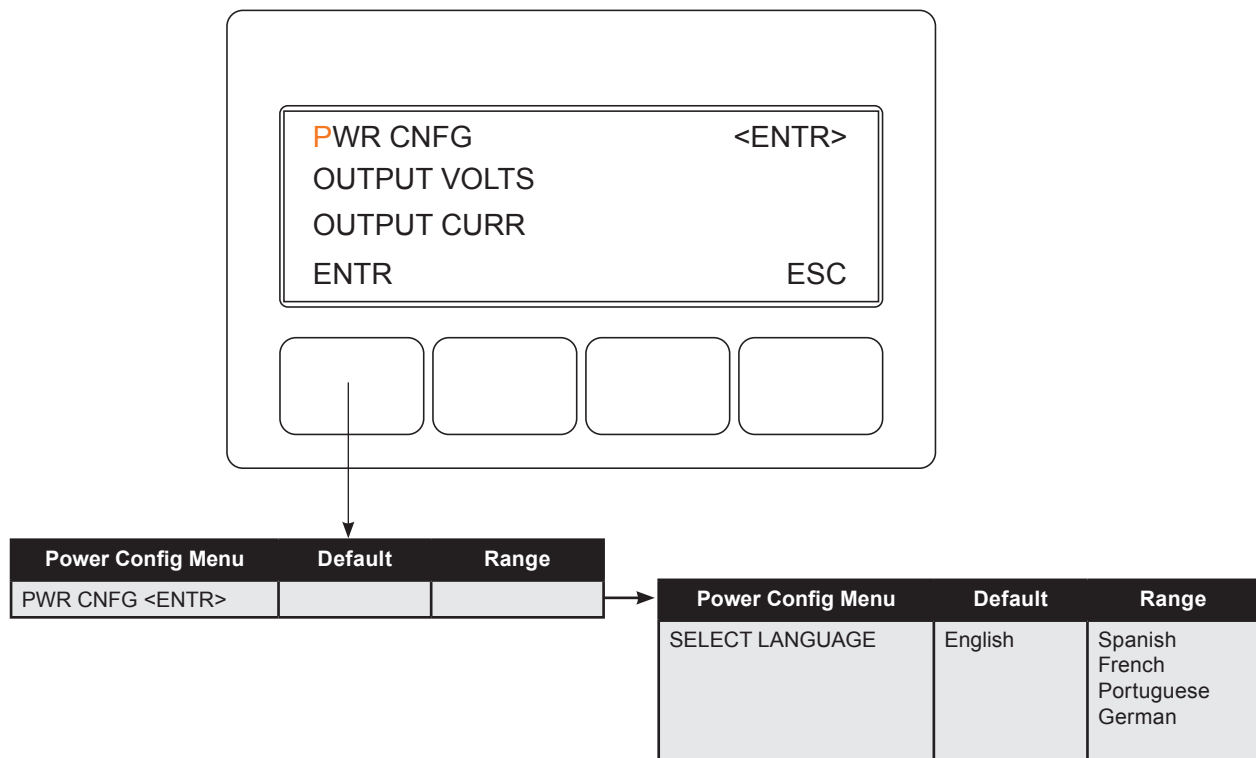 PWR CNFG <ENTR>
OUTPUT VOLTS
OUTPUT CURR
ENTR ESC
Power Config Menu Default Range
PWR CNFG <ENTR>
Power Config Menu Default Range
SELECT LANGUAGE English Spanish
French
Portuguese
German